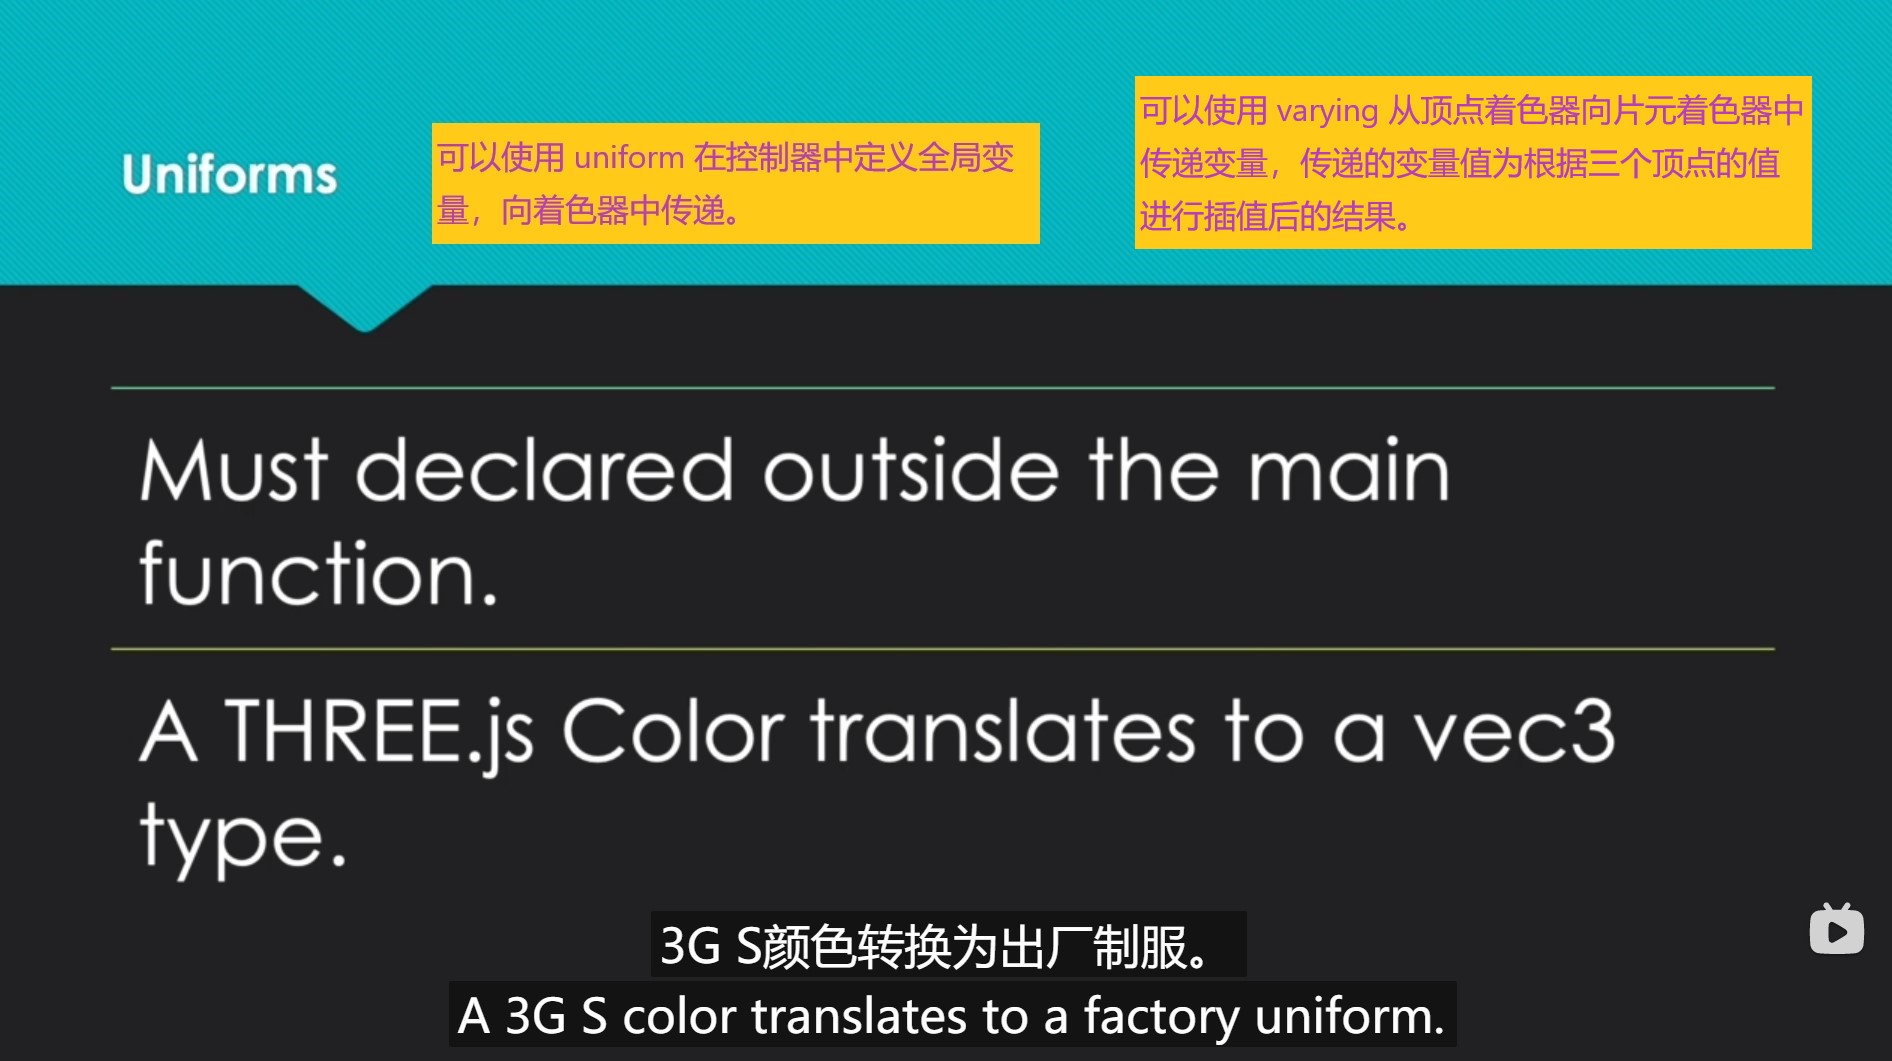 Uniforms
可以使用 uniform 在控制器中定义全局变
量，向着色器中传递。
可以使用 varying 从顶点着色器向片元着色器中
传递变量，传递的变量值为根据三个顶点的值
进行插值后的结果。
Must declared outside the main
function.
A THREE.js Color translates to a vec3
type.
3G S颜色转换为出厂制服。
A 3G S color translates to a factory uniform.